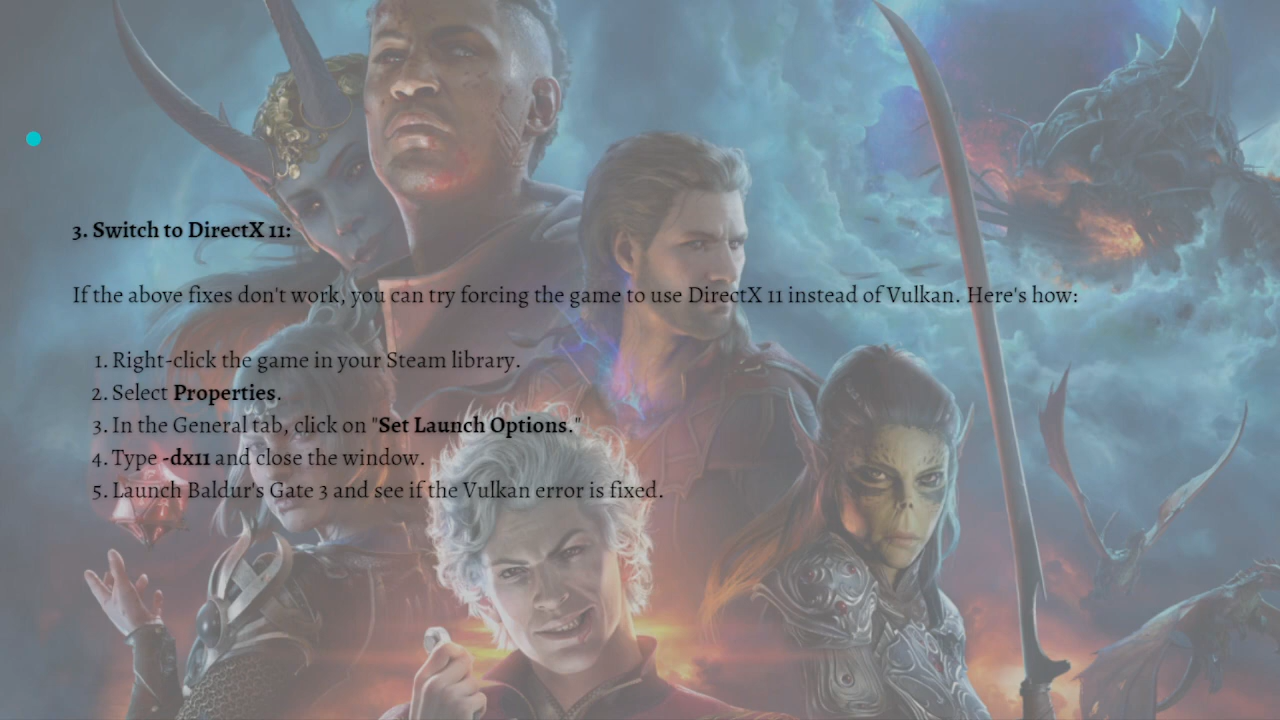 3. Switch to DirectX 11:
If the above fixes don't work, you can try forcing the game to use DirectX 11 instead of Vulkan. Here's how:
1. Right-click the game in your Steam library.
2. Select Properties.
3. In the General tab, click on "Set Launch Options."
4. Type -dx11 and close the window.
5. Launch Baldur's Gate 3 and see if the Vulkan error is fixed.